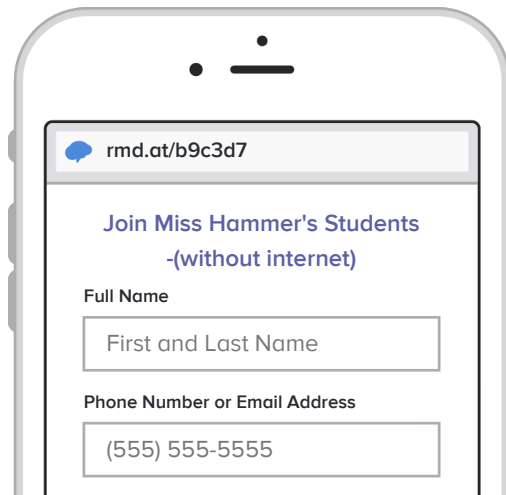 rmd.at/b9c3d7
Join Miss Hammer's Students
-(without internet)
Full Name
First and Last Name
Phone Number or Email Address
(555) 555-5555